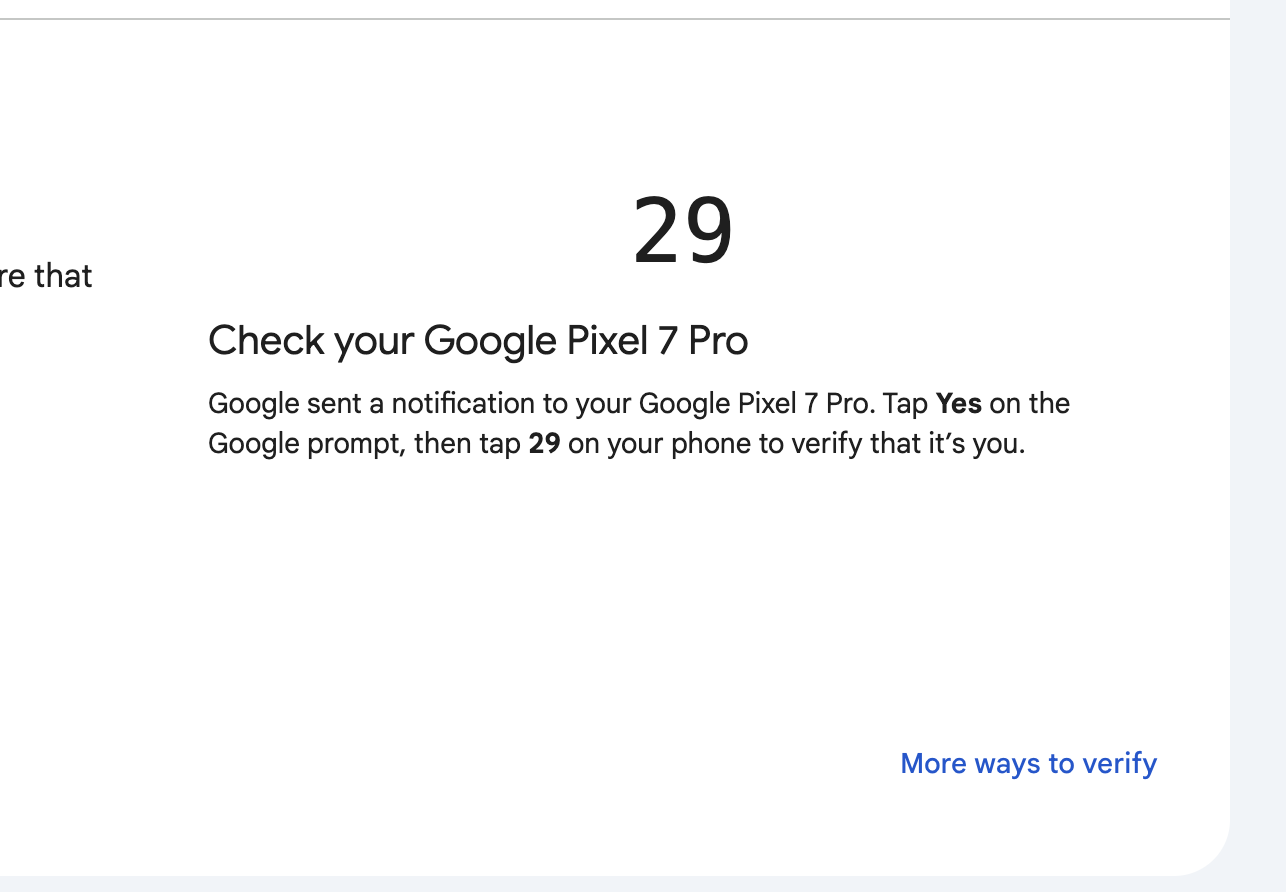 29
re that
Check your Google Pixel 7 Pro
Google sent a notification to your Google Pixel 7 Pro. Tap Yes on the
Google prompt, then tap 29 on your phone to verify that it’s you.
More ways to verify